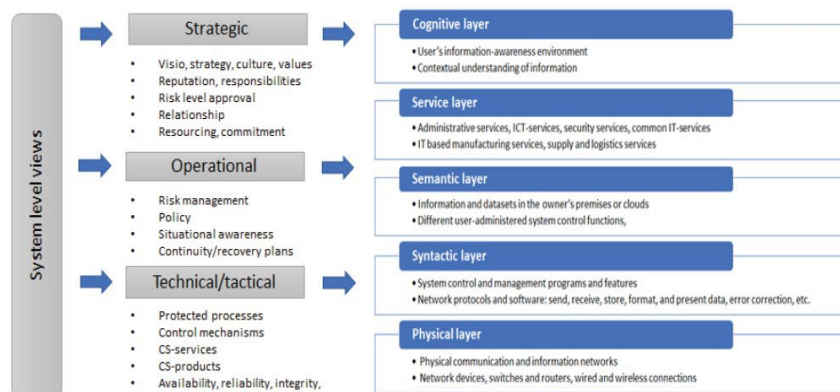 System level views
Strategic
• Visio, strategy, culture, values
• Reputation, responsibilities
• Risk level approval
• Relationship
• Resourcing, commitment
Operational
• Risk management
• Policy
• Situational awareness
• Continuity/recovery plans
Technical/tactical
• Protected processes
• Control mechanisms
• CS-services
• CS-products
• Availability, reliability, integrity,
Cognitive layer
• User's information-awareness environment
• Contextual understanding of information
Service layer
• Administrative services, ICT-services, security services, common IT-services
• IT based manufacturing services, supply and logistics services
Semantic layer
• Information and datasets in the owner's premises or clouds
• Different user-administered system control functions,
Syntactic layer
• System control and management programs and features
• Network protocols and software: send, receive, store, format, and present data, error correction, etc.
Physical layer
• Physical communication and information networks
• Network devices, switches and routers, wired and wireless connections